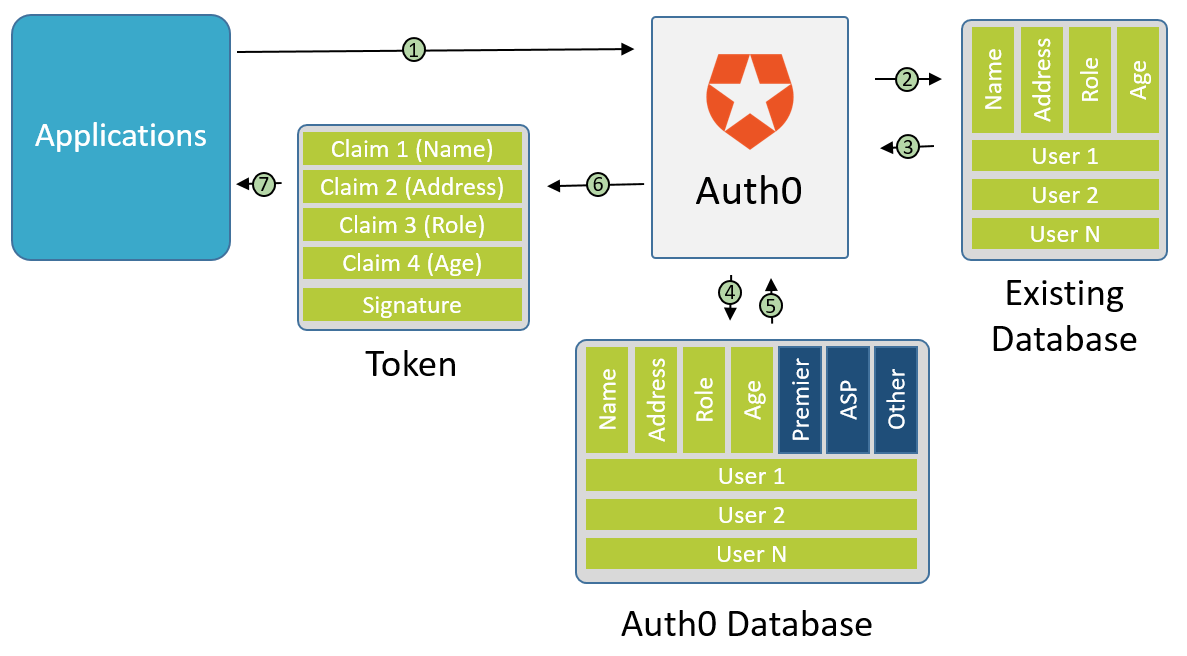 Applications
1
Auth0
2
3
Name
Address
Role
Age
User 1
User 2
User N
Existing
Database
7
Claim 1 (Name)
Claim 2 (Address)
Claim 3 (Role)
Claim 4 (Age)
Signature
Token
6
4
5
Name
Address
Role
Age
Premier
ASP
Other
User 1
User 2
User N
Auth0 Database